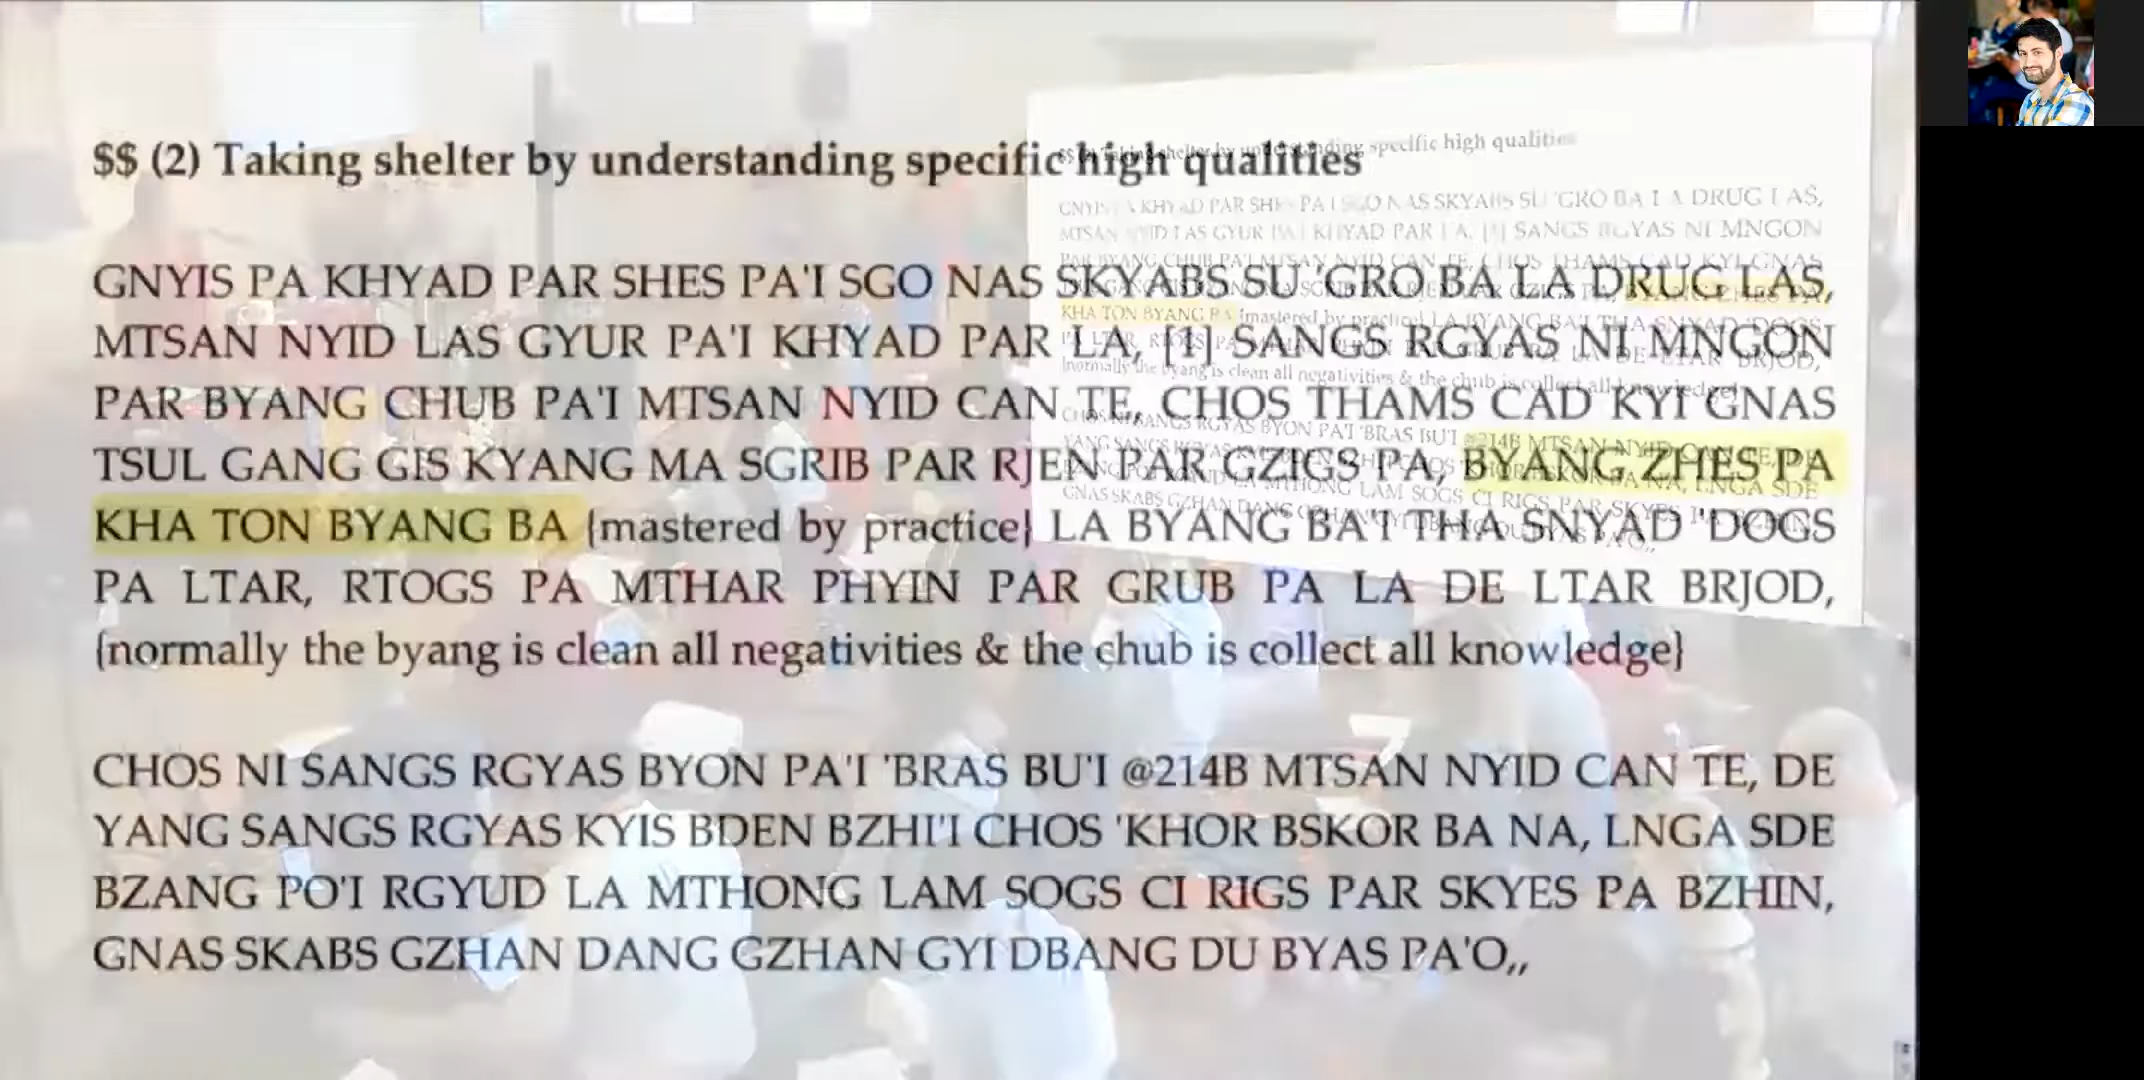 $$ (2) Taking shelter by understanding specific high qualities
GNYIS PA KHYAD PAR SHES PA'I SGO NAS SKYABS SU 'GRO BA LA DRUG LAS,
MTSAN NYID LAS GYUR PA'I KHYAD PAR LA, [1] SANGS RGYAS NI MNGON
PAR BYANG CHUB PA'I MTSAN NYID CAN TE, CHOS THAMS CAD KYI GNAS
TSUL GANG GIS KYANG MA SGRIB PAR RJEN PAR GZIGS PA, BYANG ZHES PA
KHA TON BYANG BA {mastered by practice} LA BYANG BA'I THA SNYAD 'DOGS
PA LTAR, RTOGS PA MTHAR PHYIN PAR GRUB PA LA DE LTAR BRJOD,
{normally the byang is clean all negativities & the chub is collect all knowledge}
CHOS NI SANGS RGYAS BYON PA'I 'BRAS BU'I @214B MTSAN NYID CAN TE, DE
YANG SANGS RGYAS KYIS BDEN BZHI'I CHOS 'KHOR BSKOR BA NA, LNGA SDE
BZANG PO'I RGYUD LA MTHONG LAM SOGS CI RIGS PAR SKYES PA BZHIN,
GNAS SKABS GZHAN DANG GZHAN GYI DBANG DU BYAS PA'O,,